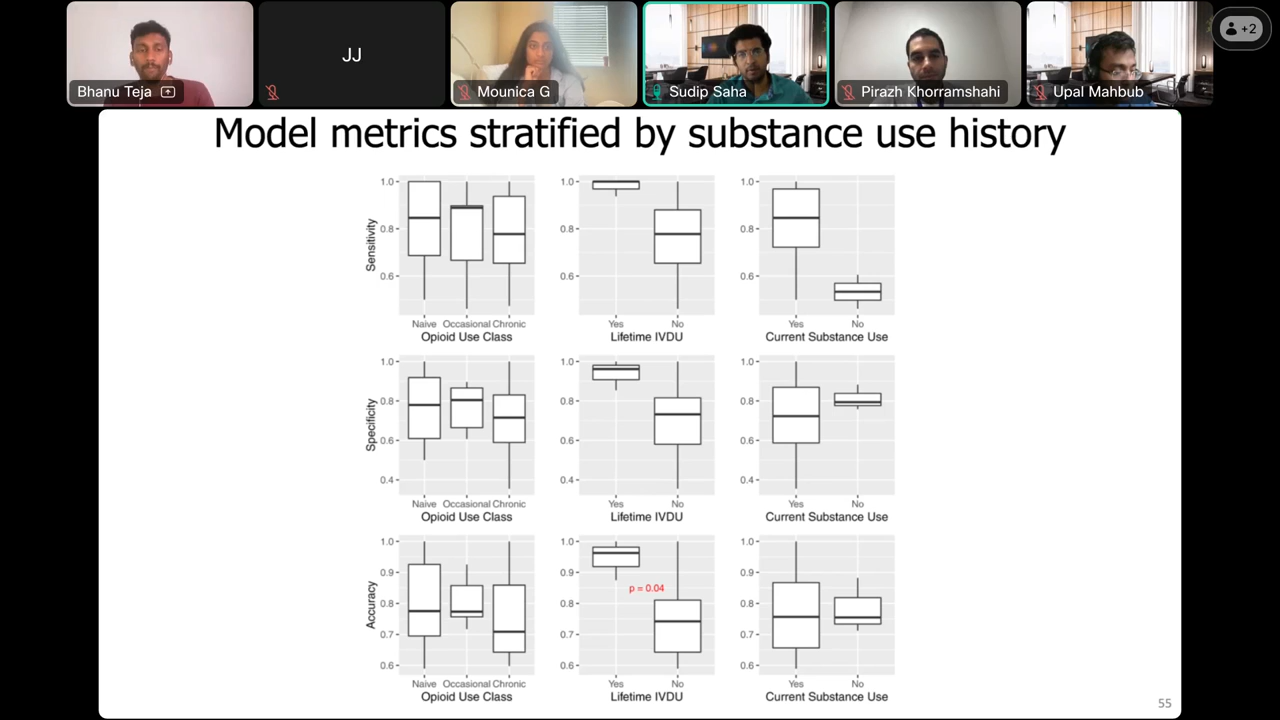 Bhanu Teja
JJ
Mounica G
Sudip Saha
Pirazh Khorramshahi
Upal Mahbub
+2
Model metrics stratified by substance use history
Sensitivity
1.0
0.8
0.6
Naive Occasional Chronic
Opioid Use Class
1.0
0.8
0.6
Yes No
Lifetime IVDU
1.0
0.8
0.6
Yes No
Current Substance Use
Specificity
1.0
0.8
0.6
0.4
Naive Occasional Chronic
Opioid Use Class
1.0
0.8
0.6
0.4
Yes No
Lifetime IVDU
1.0
0.8
0.6
0.4
Yes No
Current Substance Use
Accuracy
1.0
0.9
0.8
0.7
0.6
Naive Occasional Chronic
Opioid Use Class
1.0
0.9
0.8
0.7
0.6
p = 0.04
Yes No
Lifetime IVDU
1.0
0.9
0.8
0.7
0.6
Yes No
Current Substance Use
55